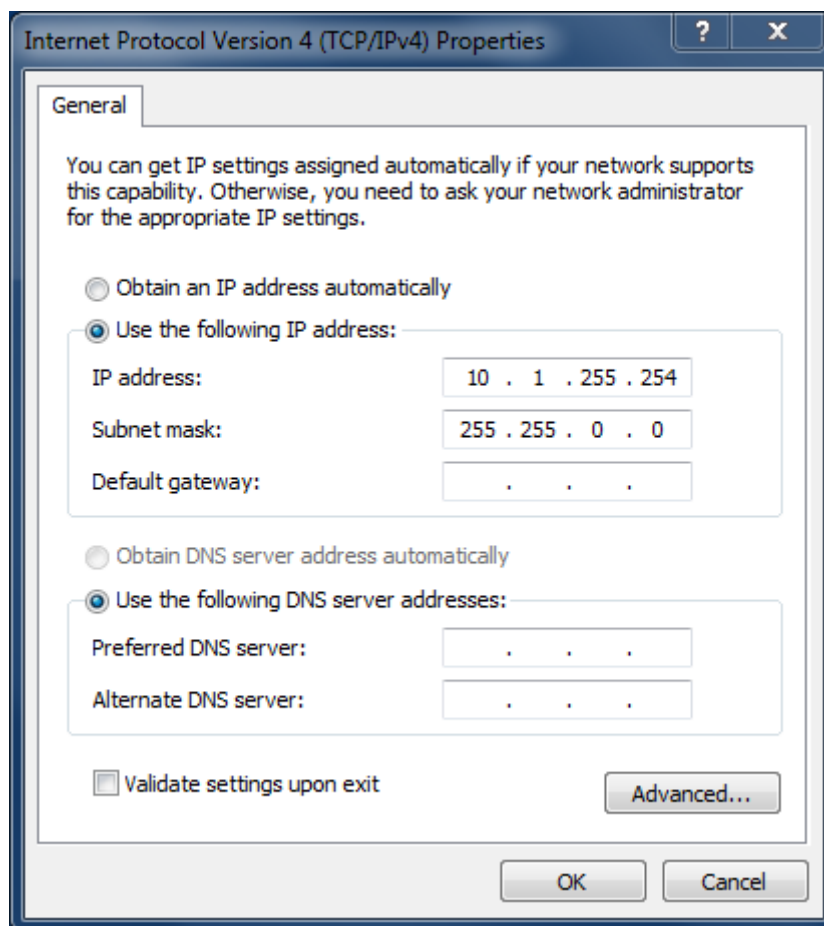 Internet Protocol Version 4 (TCP/IPv4) Properties
?
x
General
You can get IP settings assigned automatically if your network supports
this capability. Otherwise, you need to ask your network administrator
for the appropriate IP settings.
Obtain an IP address automatically
Use the following IP address:
IP address: 10 . 1 . 255 . 254
Subnet mask: 255 . 255 . 0 . 0
Default gateway: . . .
Obtain DNS server address automatically
Use the following DNS server addresses:
Preferred DNS server: . . .
Alternate DNS server: . . .
Validate settings upon exit
Advanced...
OK Cancel